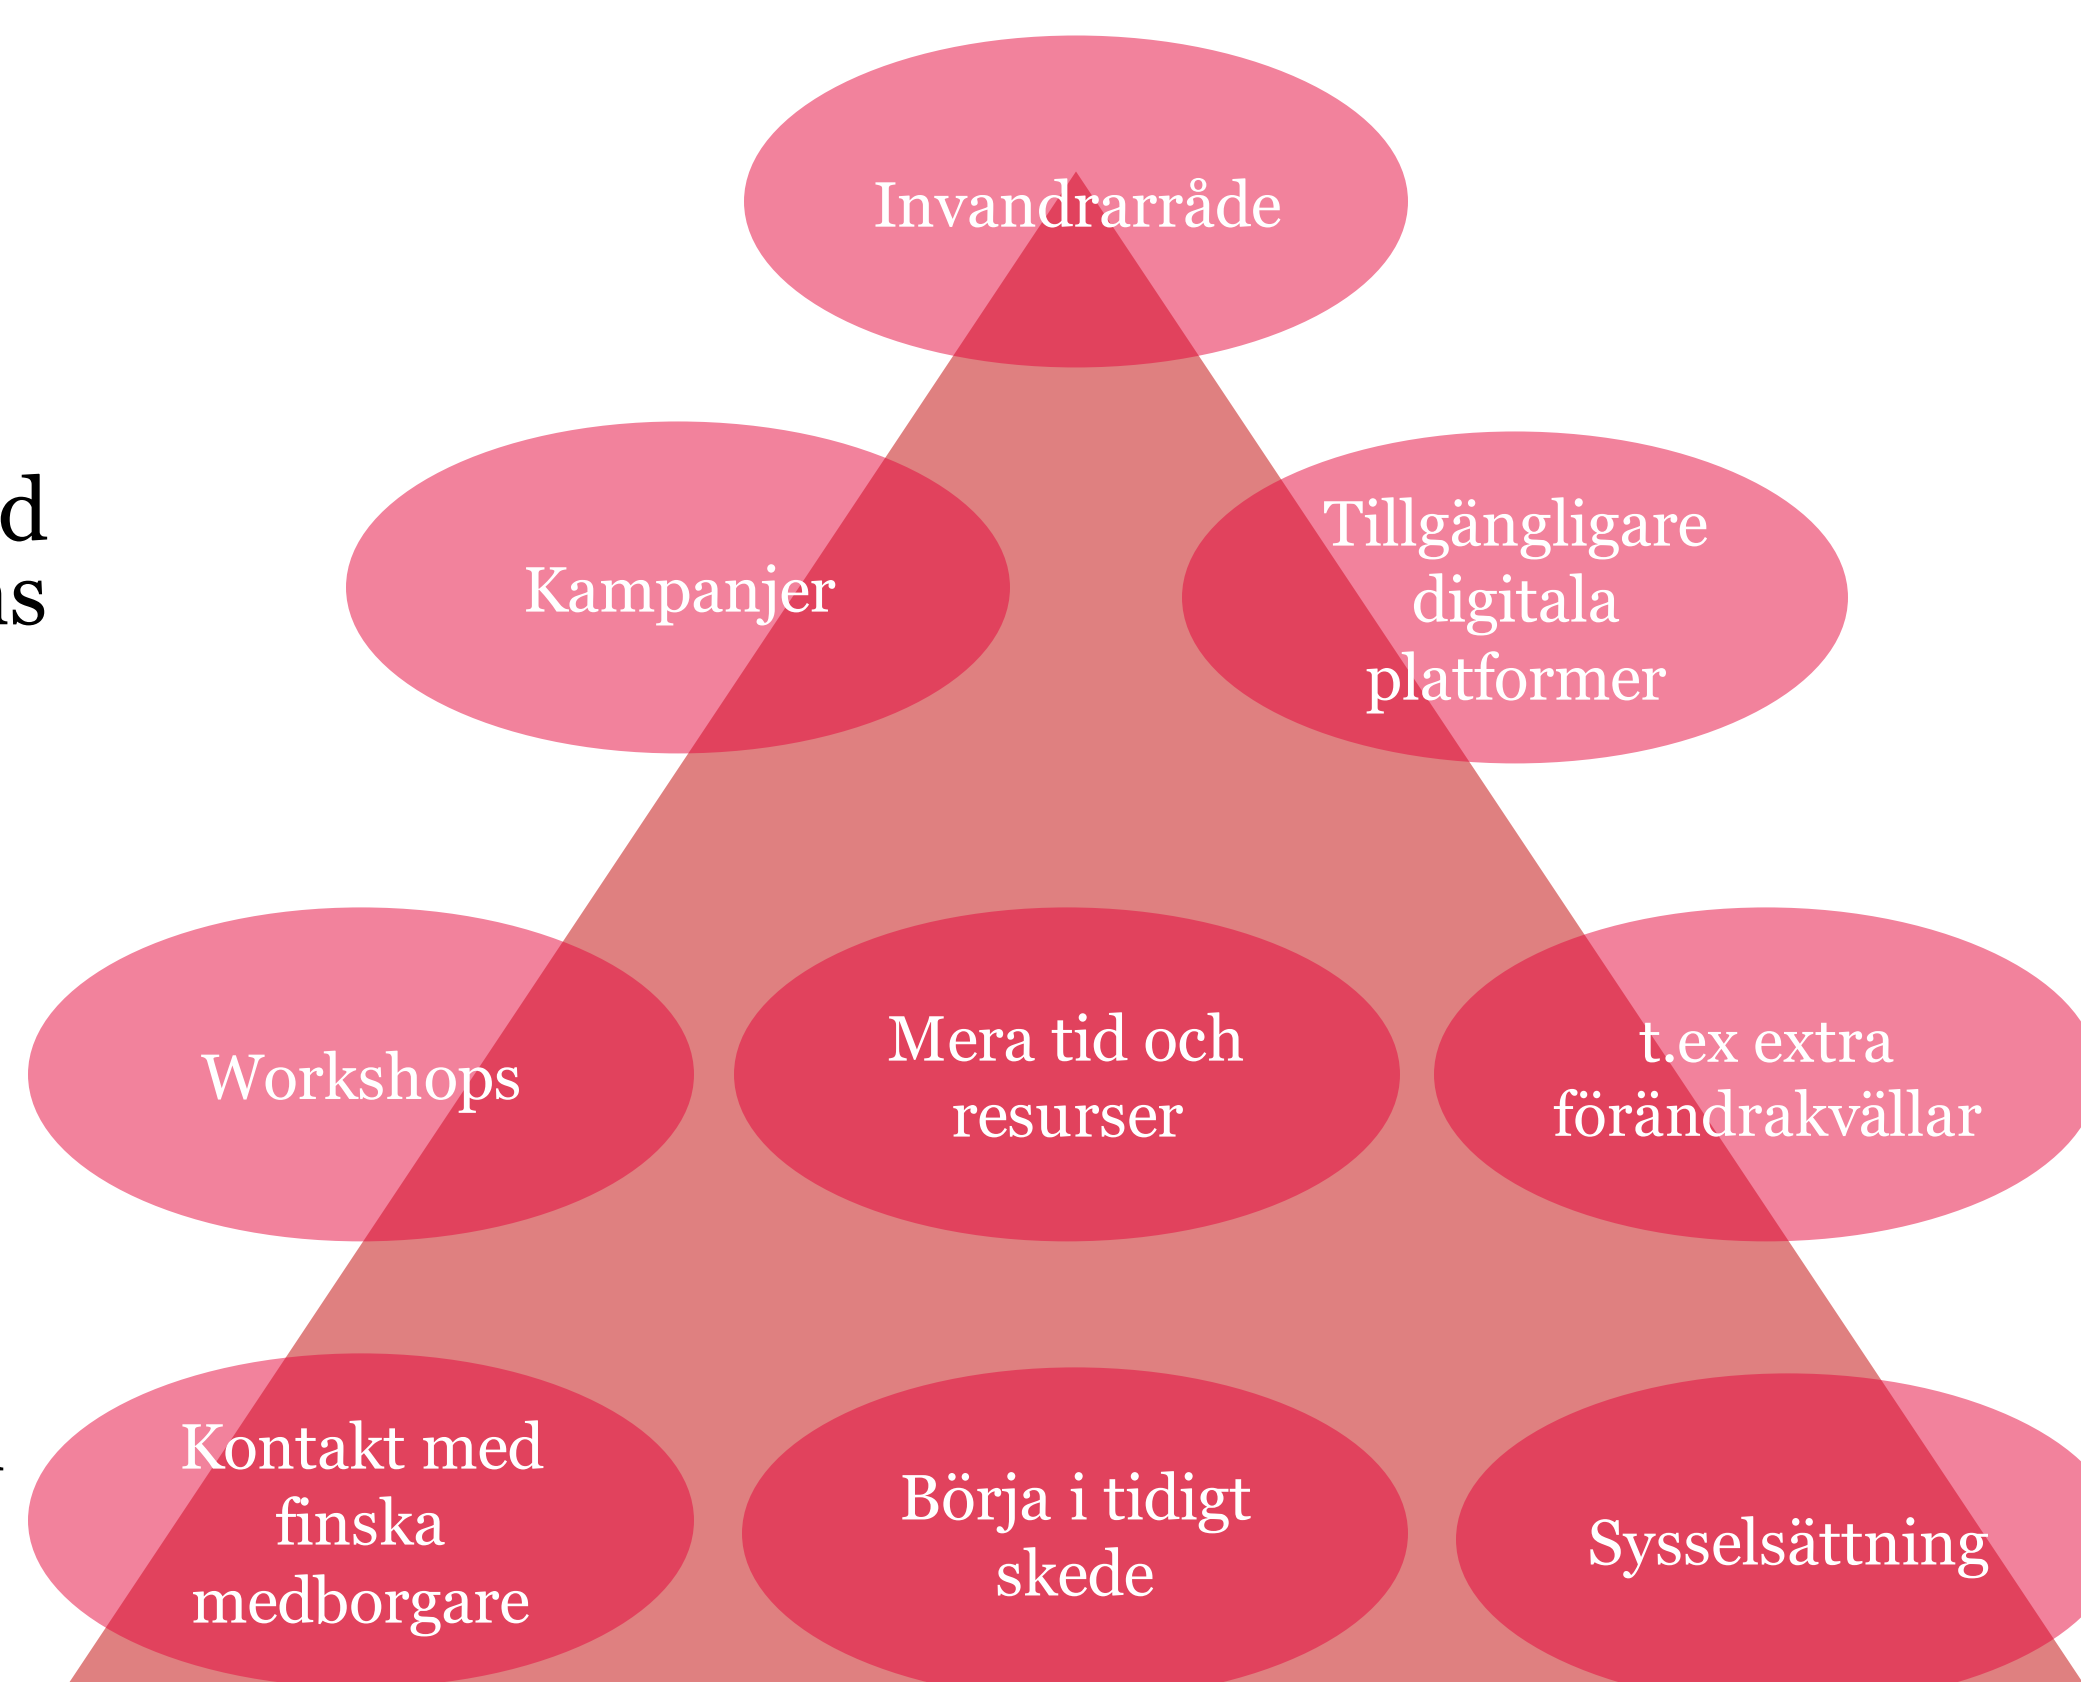 Invandrarråde
Kampanjer
Tillgängligare
digitala
platformer
Workshops
Mera tid och
resurser
t.ex extra
förändrakvällar
Kontakt med
finska
medborgare
Börja i tidigt
skede
Sysselsättning